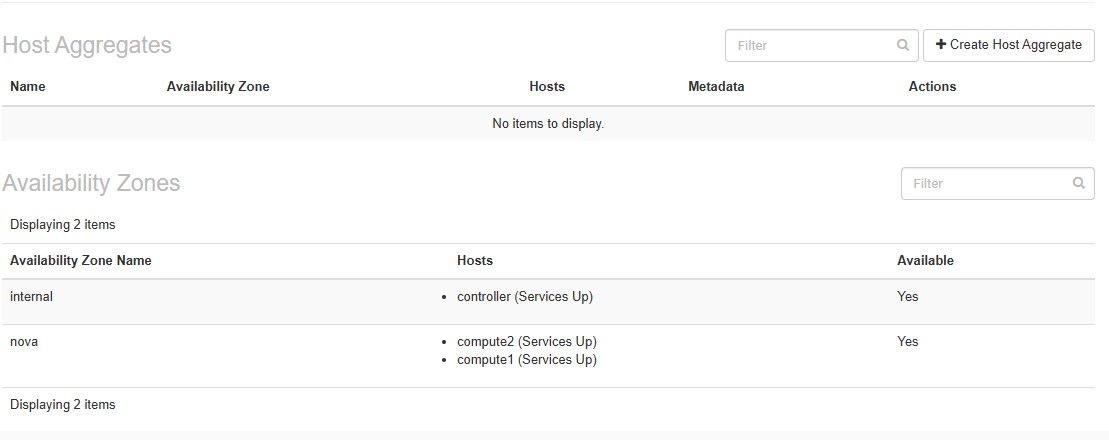 Host Aggregates
Filter
+ Create Host Aggregate
Name Availability Zone Hosts Metadata Actions
No items to display.
Availability Zones
Filter
Displaying 2 items
Availability Zone Name Hosts Available
internal • controller (Services Up) Yes
nova • compute2 (Services Up) Yes
• compute1 (Services Up)
Displaying 2 items